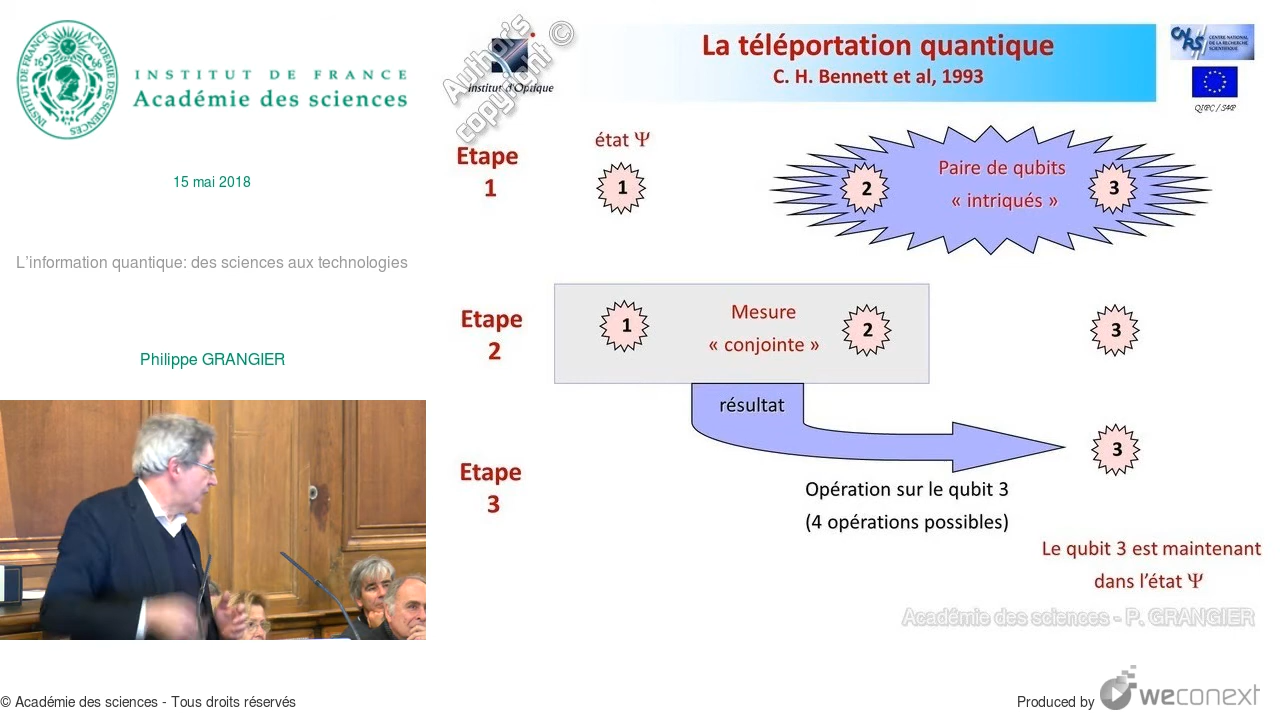 INSTITUT DE FRANCE
Académie des sciences
15 mai 2018
L'information quantique: des sciences aux technologies
Philippe GRANGIER
Author's copyright ©
Institut d'Optique
La téléportation quantique
C. H. Bennett et al, 1993
CNRS
CENTRE NATIONAL
DE LA RECHERCHE
SCIENTIFIQUE
Etape
1
état Ψ
1
2
Paire de qubits
« intriqués »
3
Etape
2
1
Mesure
« conjointe »
2
3
résultat
Etape
3
3
Opération sur le qubit 3
(4 opérations possibles)
Le qubit 3 est maintenant
dans l'état Ψ
Académie des sciences - P. GRANGIER
© Académie des sciences - Tous droits réservés
Produced by weconext